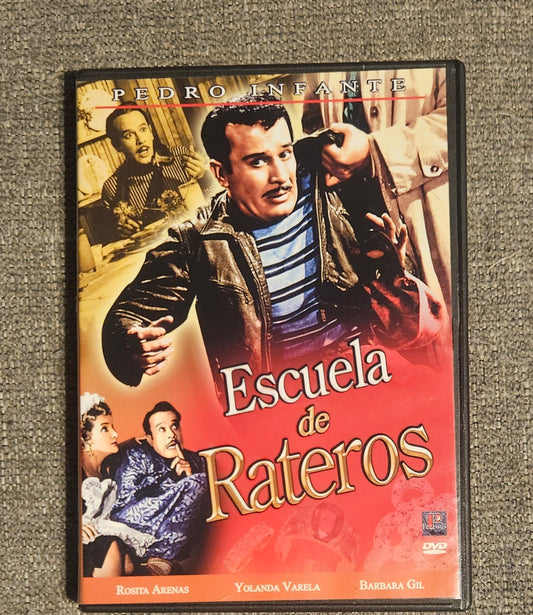 PEDRO INFANTE
Escuela
de
Rateros
DVD
ROSITA ARENAS YOLANDA VARELA BARBARA GIL